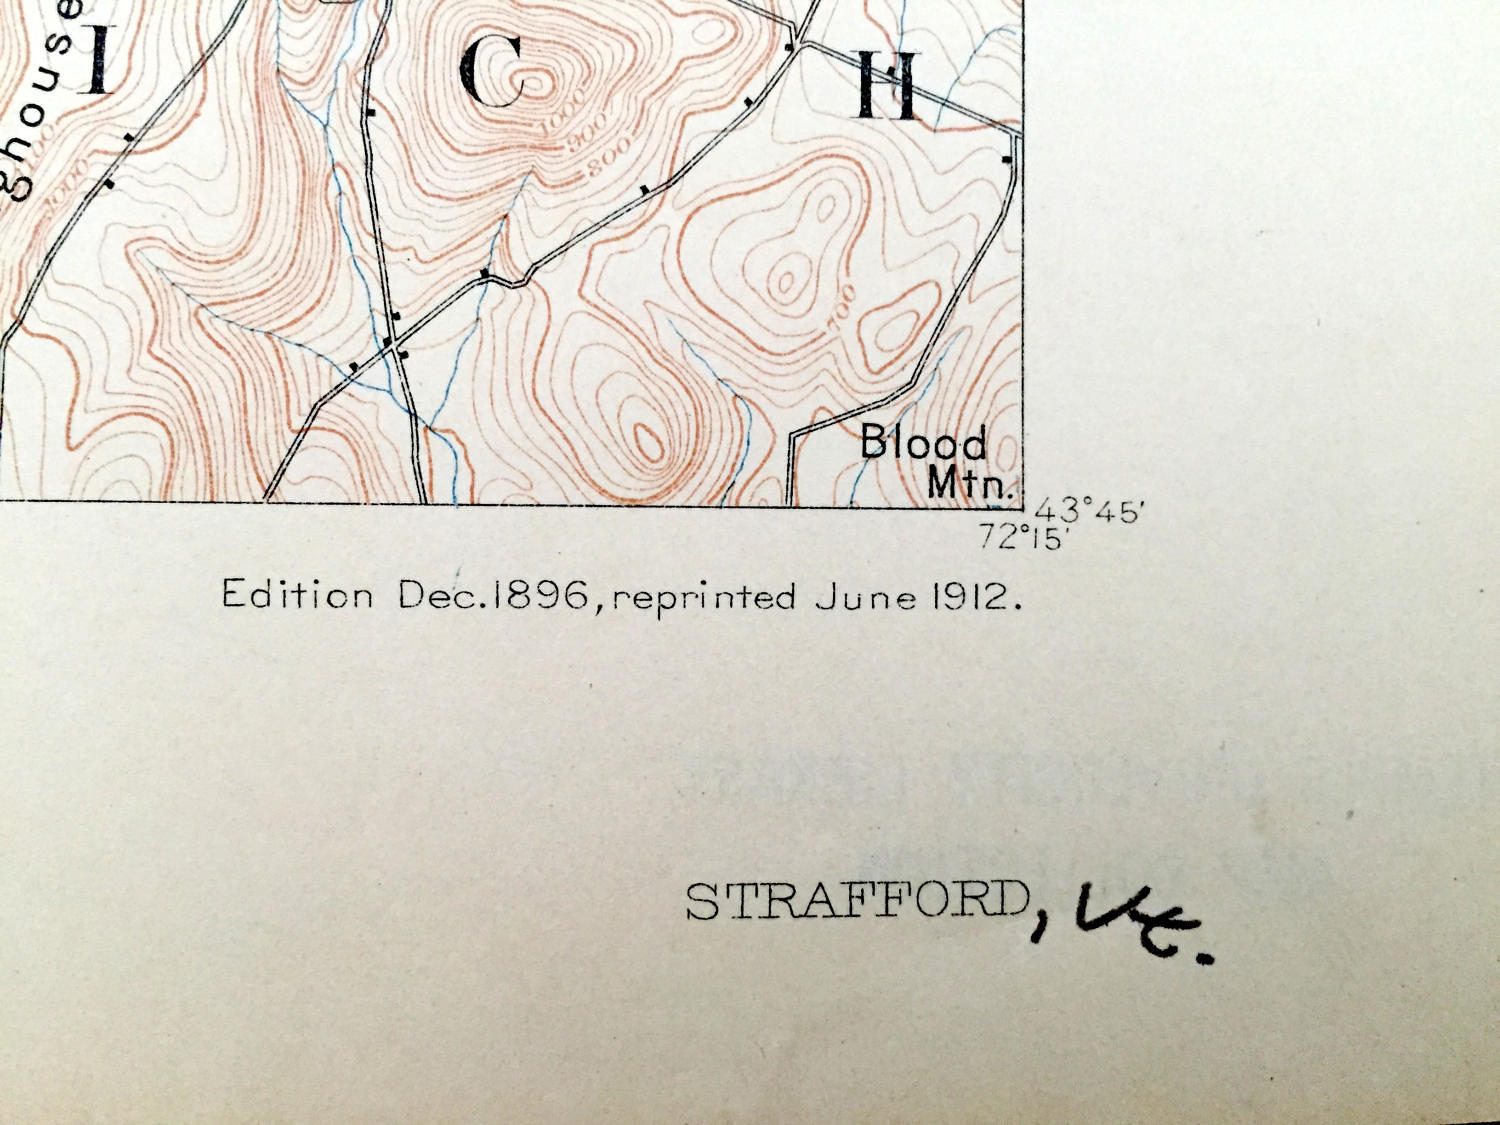 ghouse
I C H
1000
900
800
1000
700
Blood
Mtn.
43°45'
72°15'
Edition Dec.1896, reprinted June 1912.
STRAFFORD, Vt.